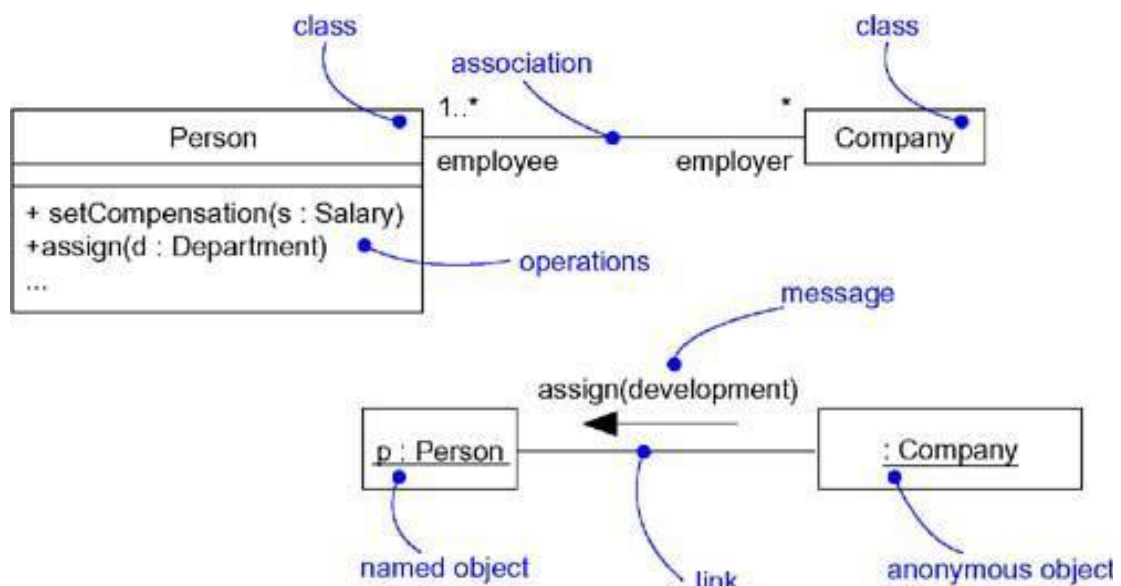 class
class
association
1..*
*
Person
Company
employee
employer
+ setCompensation(s : Salary)
+assign(d : Department)
...
operations
message
assign(development)
p : Person
: Company
named object
link
anonymous object